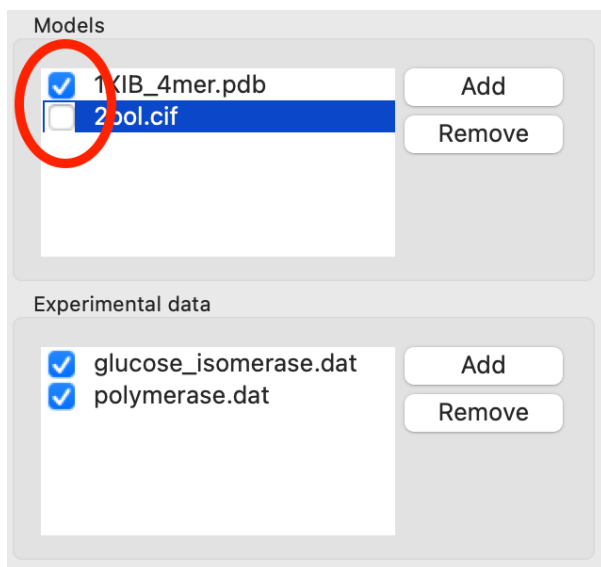 Models
1XIB_4mer.pdb
Add
2pol.cif
Remove
Experimental data
glucose_isomerase.dat
Add
polymerase.dat
Remove